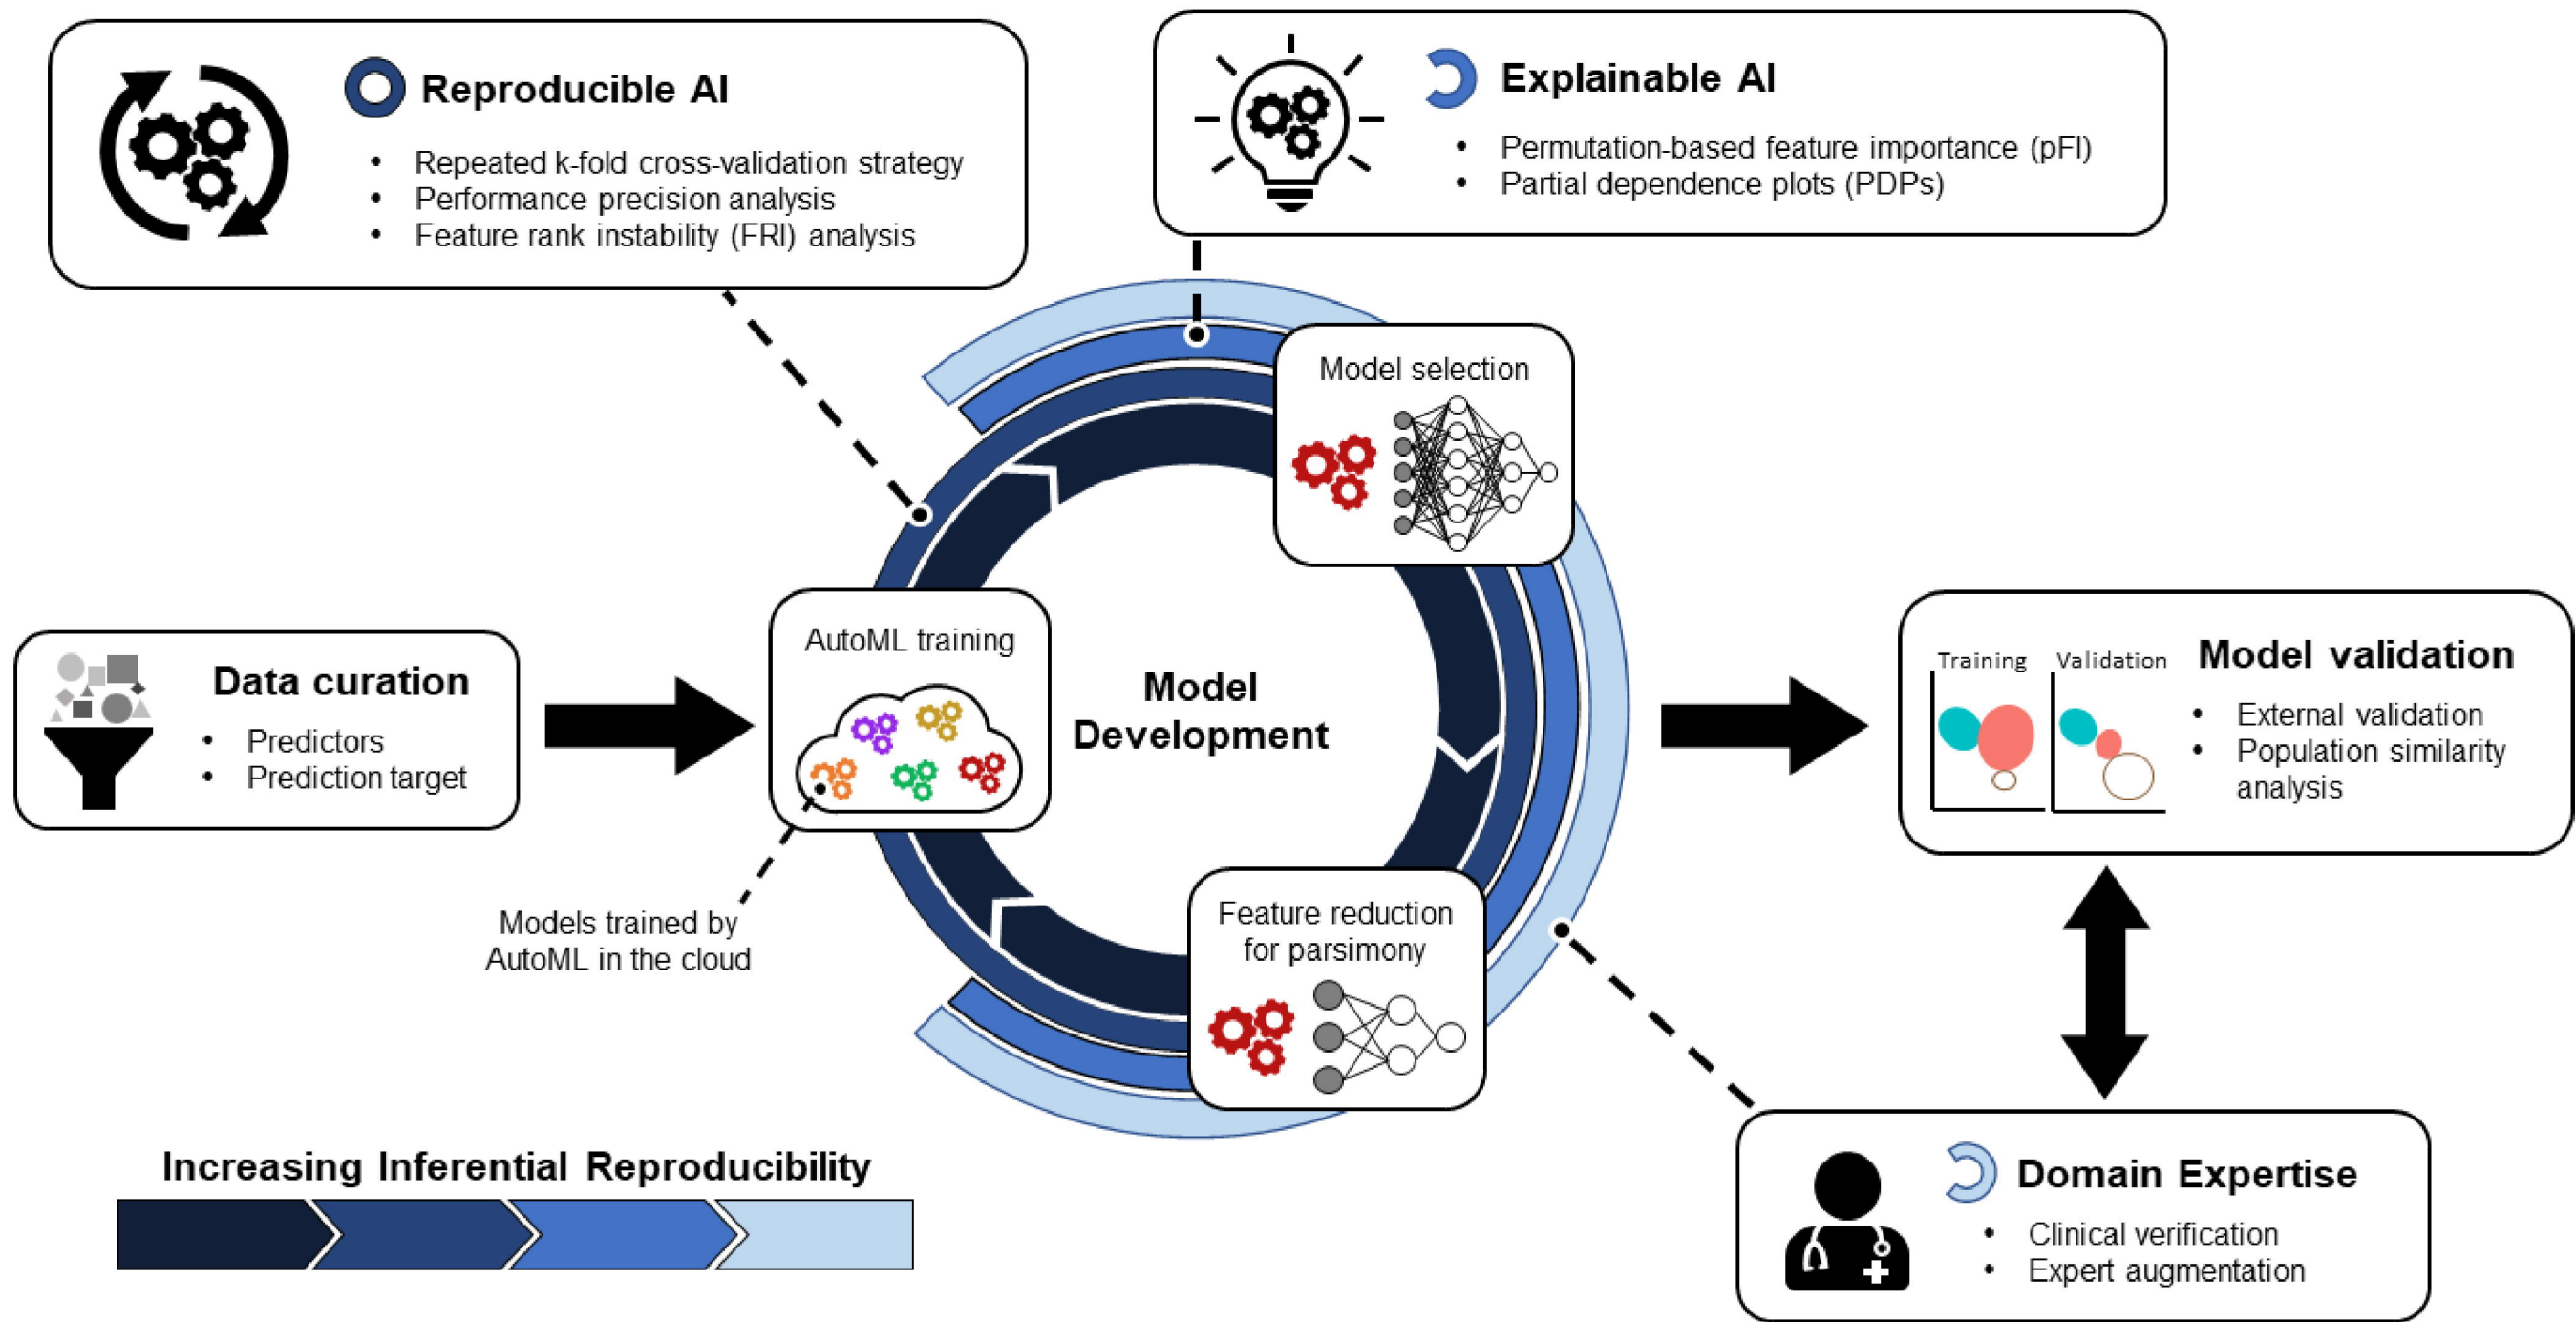 Reproducible AI
• Repeated k-fold cross-validation strategy
• Performance precision analysis
• Feature rank instability (FRI) analysis
Explainable AI
• Permutation-based feature importance (pFI)
• Partial dependence plots (PDPs)
Model selection
Data curation
• Predictors
• Prediction target
AutoML training
Models trained by
AutoML in the cloud
Model
Development
Feature reduction
for parsimony
Training
Validation
Model validation
• External validation
• Population similarity
analysis
Increasing Inferential Reproducibility
Domain Expertise
• Clinical verification
• Expert augmentation